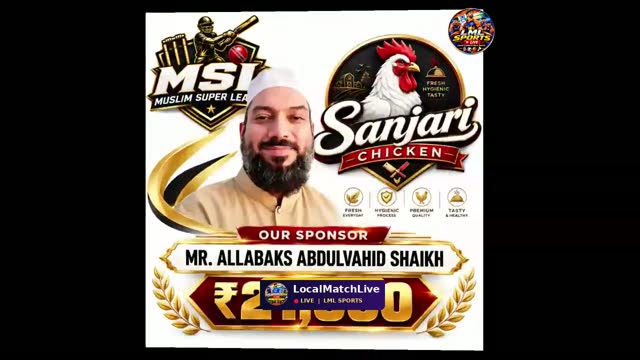 LML
SPORTS
LIVE
MSL
MUSLIM SUPER LEA
FRESH
HYGIENIC
TASTY
Sanjari
CHICKEN
FRESH
EVERYDAY
HYGIENIC
PROCESS
PREMIUM
QUALITY
TASTY
& HEALTHY
OUR SPONSOR
MR. ALLABAKS ABDULVAHID SHAIKH
LocalMatchLive
LIVE | LML SPORTS